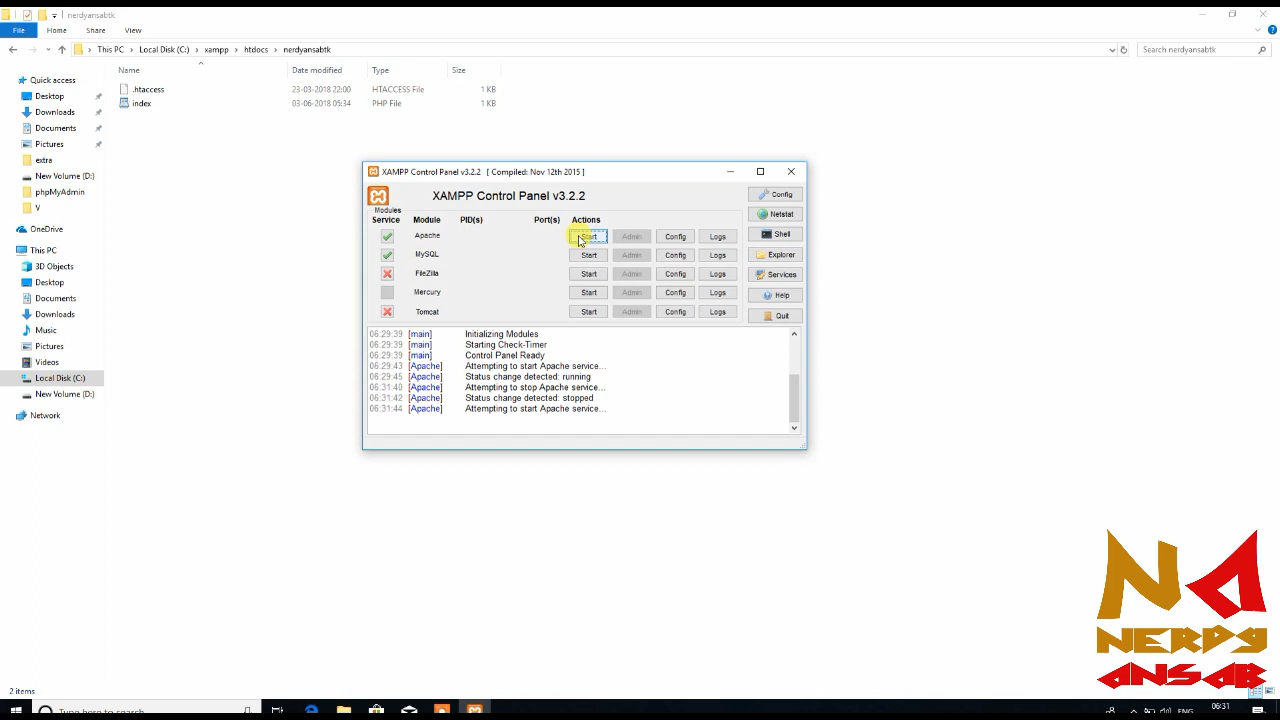 nerdyansabtk
File Home Share View
This PC Local Disk (C:) xampp htdocs nerdyansabtk Search nerdyansabtk
Name Date modified Type Size
.htaccess 23-03-2018 22:00 HTACCESS File 1 KB
index 03-06-2018 05:34 PHP File 1 KB
Quick access
Desktop
Downloads
Documents
Pictures
extra
New Volume (D:)
phpMyAdmin
V
OneDrive
This PC
3D Objects
Desktop
Documents
Downloads
Music
Pictures
Videos
Local Disk (C:)
New Volume (D:)
Network
2 items
XAMPP Control Panel v3.2.2 [ Compiled: Nov 12th 2015 ]
XAMPP Control Panel v3.2.2
Modules
Service Module PID(s) Port(s) Actions
Apache Start Admin Config Logs
MySQL Start Admin Config Logs
FileZilla Start Admin Config Logs
Mercury Start Admin Config Logs
Tomcat Start Admin Config Logs
Config
Netstat
Shell
Explorer
Services
Help
Quit
06:29:39 [main] Initializing Modules
06:29:39 [main] Starting Check-Timer
06:29:39 [main] Control Panel Ready
06:29:43 [Apache] Attempting to start Apache service...
06:29:45 [Apache] Status change detected: running
06:31:40 [Apache] Attempting to stop Apache service...
06:31:42 [Apache] Status change detected: stopped
06:31:44 [Apache] Attempting to start Apache service...
NA
NERDY
ANSAB
Type here to search
ENG
06:31